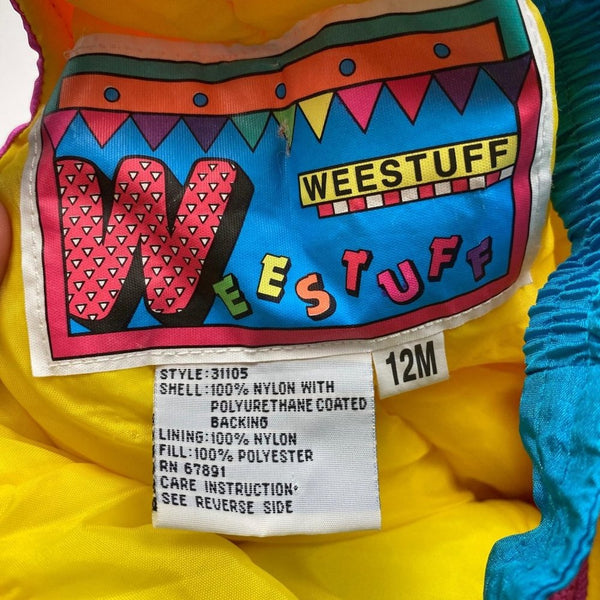 WEESTUFF
WEESTUFF
12M
STYLE:31105
SHELL:100% NYLON WITH
POLYURETHANE COATED
BACKING
LINING:100% NYLON
FILL:100% POLYESTER
RN 67891
CARE INSTRUCTION:
SEE REVERSE SIDE